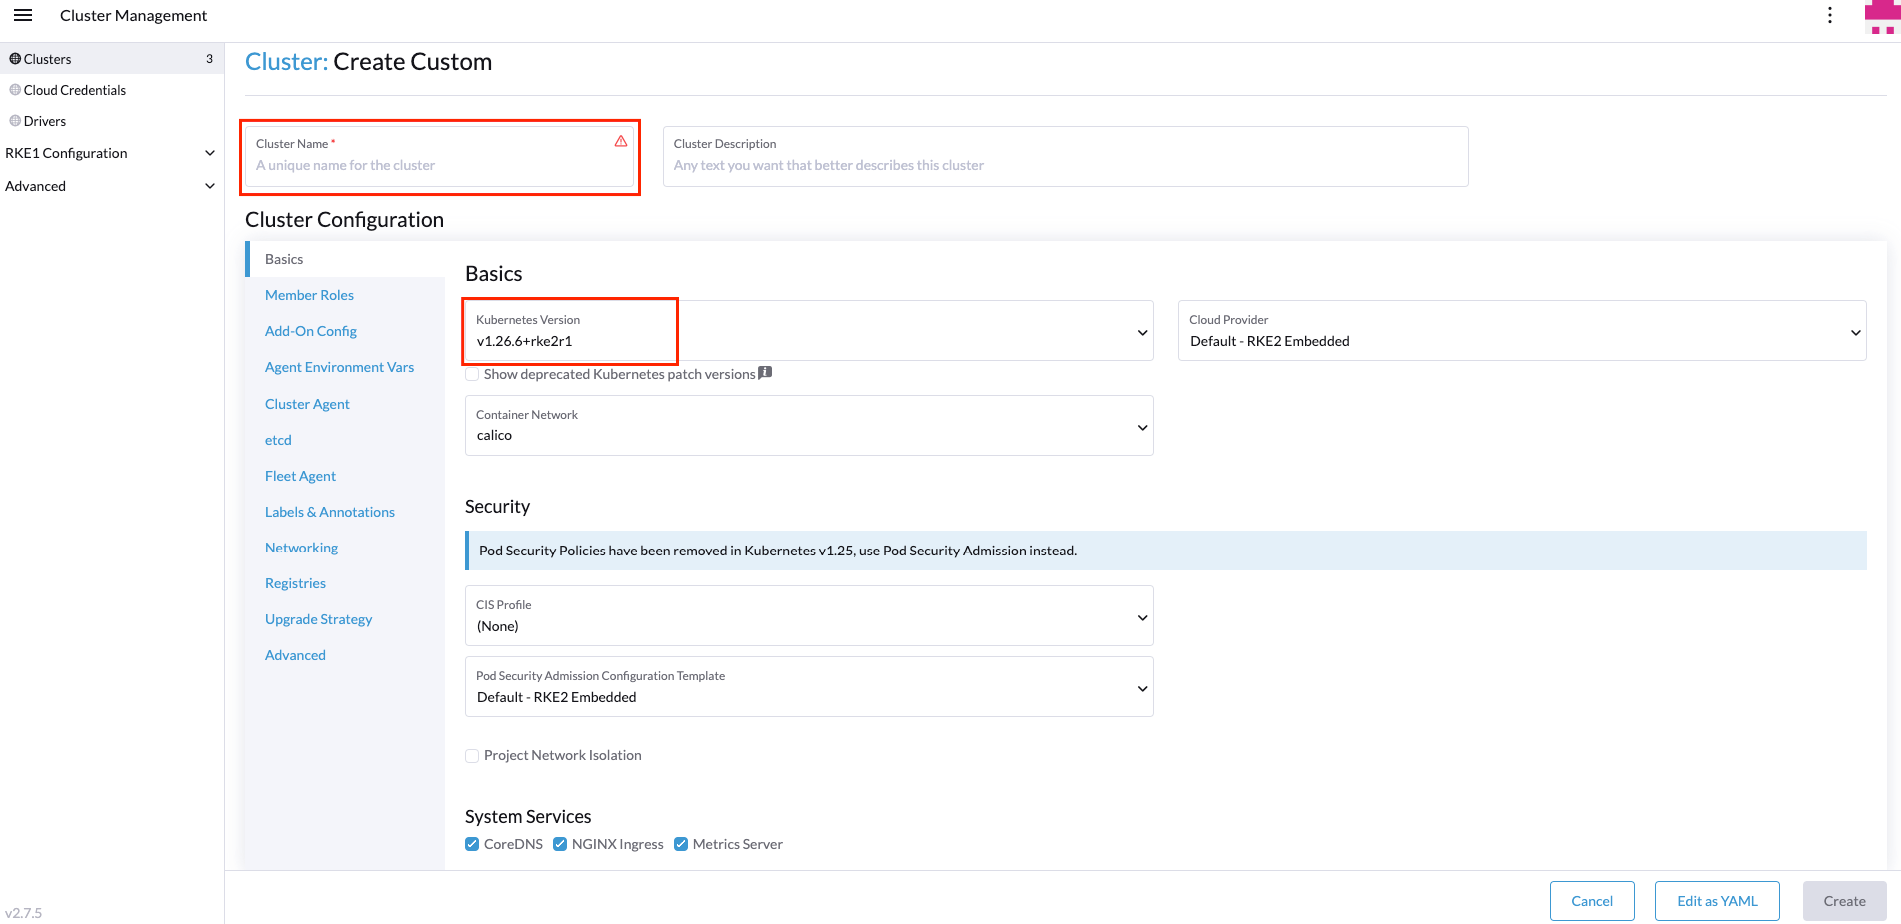 Cluster Management
Clusters 3
Cloud Credentials
Drivers
RKE1 Configuration
Advanced
v2.7.5
Cluster: Create Custom
Cluster Name *
A unique name for the cluster
Cluster Description
Any text you want that better describes this cluster
Cluster Configuration
Basics
Member Roles
Add-On Config
Agent Environment Vars
Cluster Agent
etcd
Fleet Agent
Labels & Annotations
Networking
Registries
Upgrade Strategy
Advanced
Basics
Kubernetes Version
v1.26.6+rke2r1
Cloud Provider
Default - RKE2 Embedded
Show deprecated Kubernetes patch versions
Container Network
calico
Security
Pod Security Policies have been removed in Kubernetes v1.25, use Pod Security Admission instead.
CIS Profile
(None)
Pod Security Admission Configuration Template
Default - RKE2 Embedded
Project Network Isolation
System Services
CoreDNS NGINX Ingress Metrics Server
Cancel Edit as YAML Create